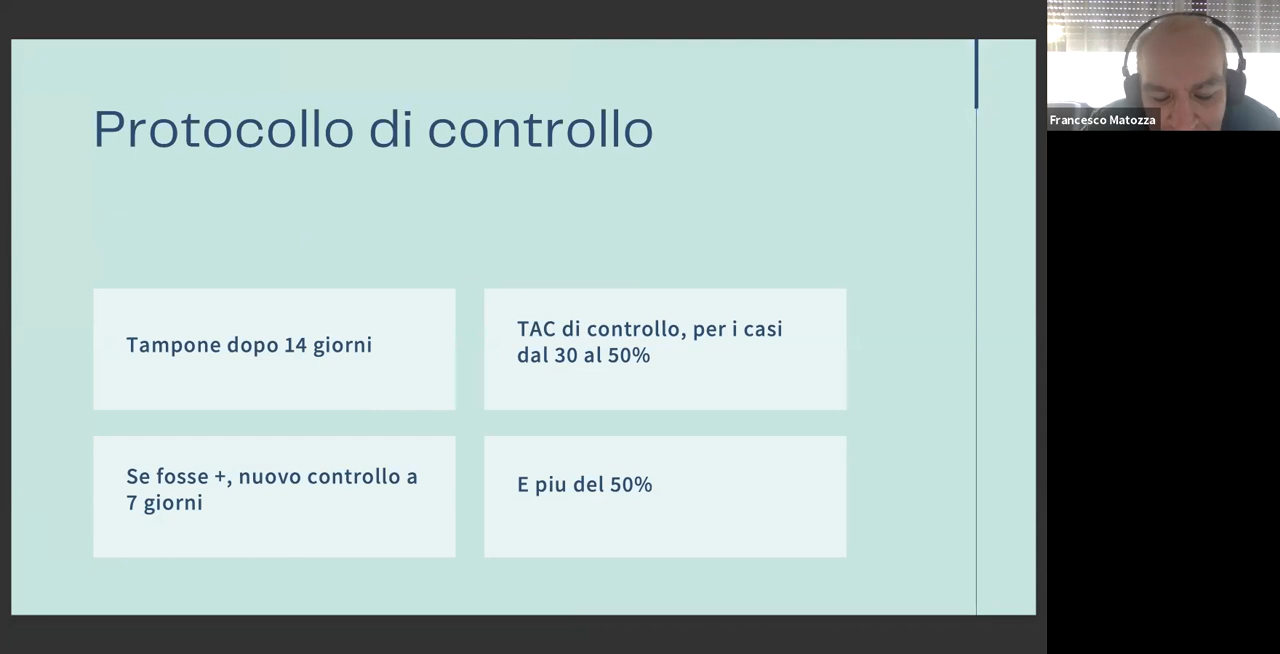 Protocollo di controllo
Tampone dopo 14 giorni
TAC di controllo, per i casi
dal 30 al 50%
Se fosse +, nuovo controllo a
7 giorni
E piu del 50%
Francesco Matozza